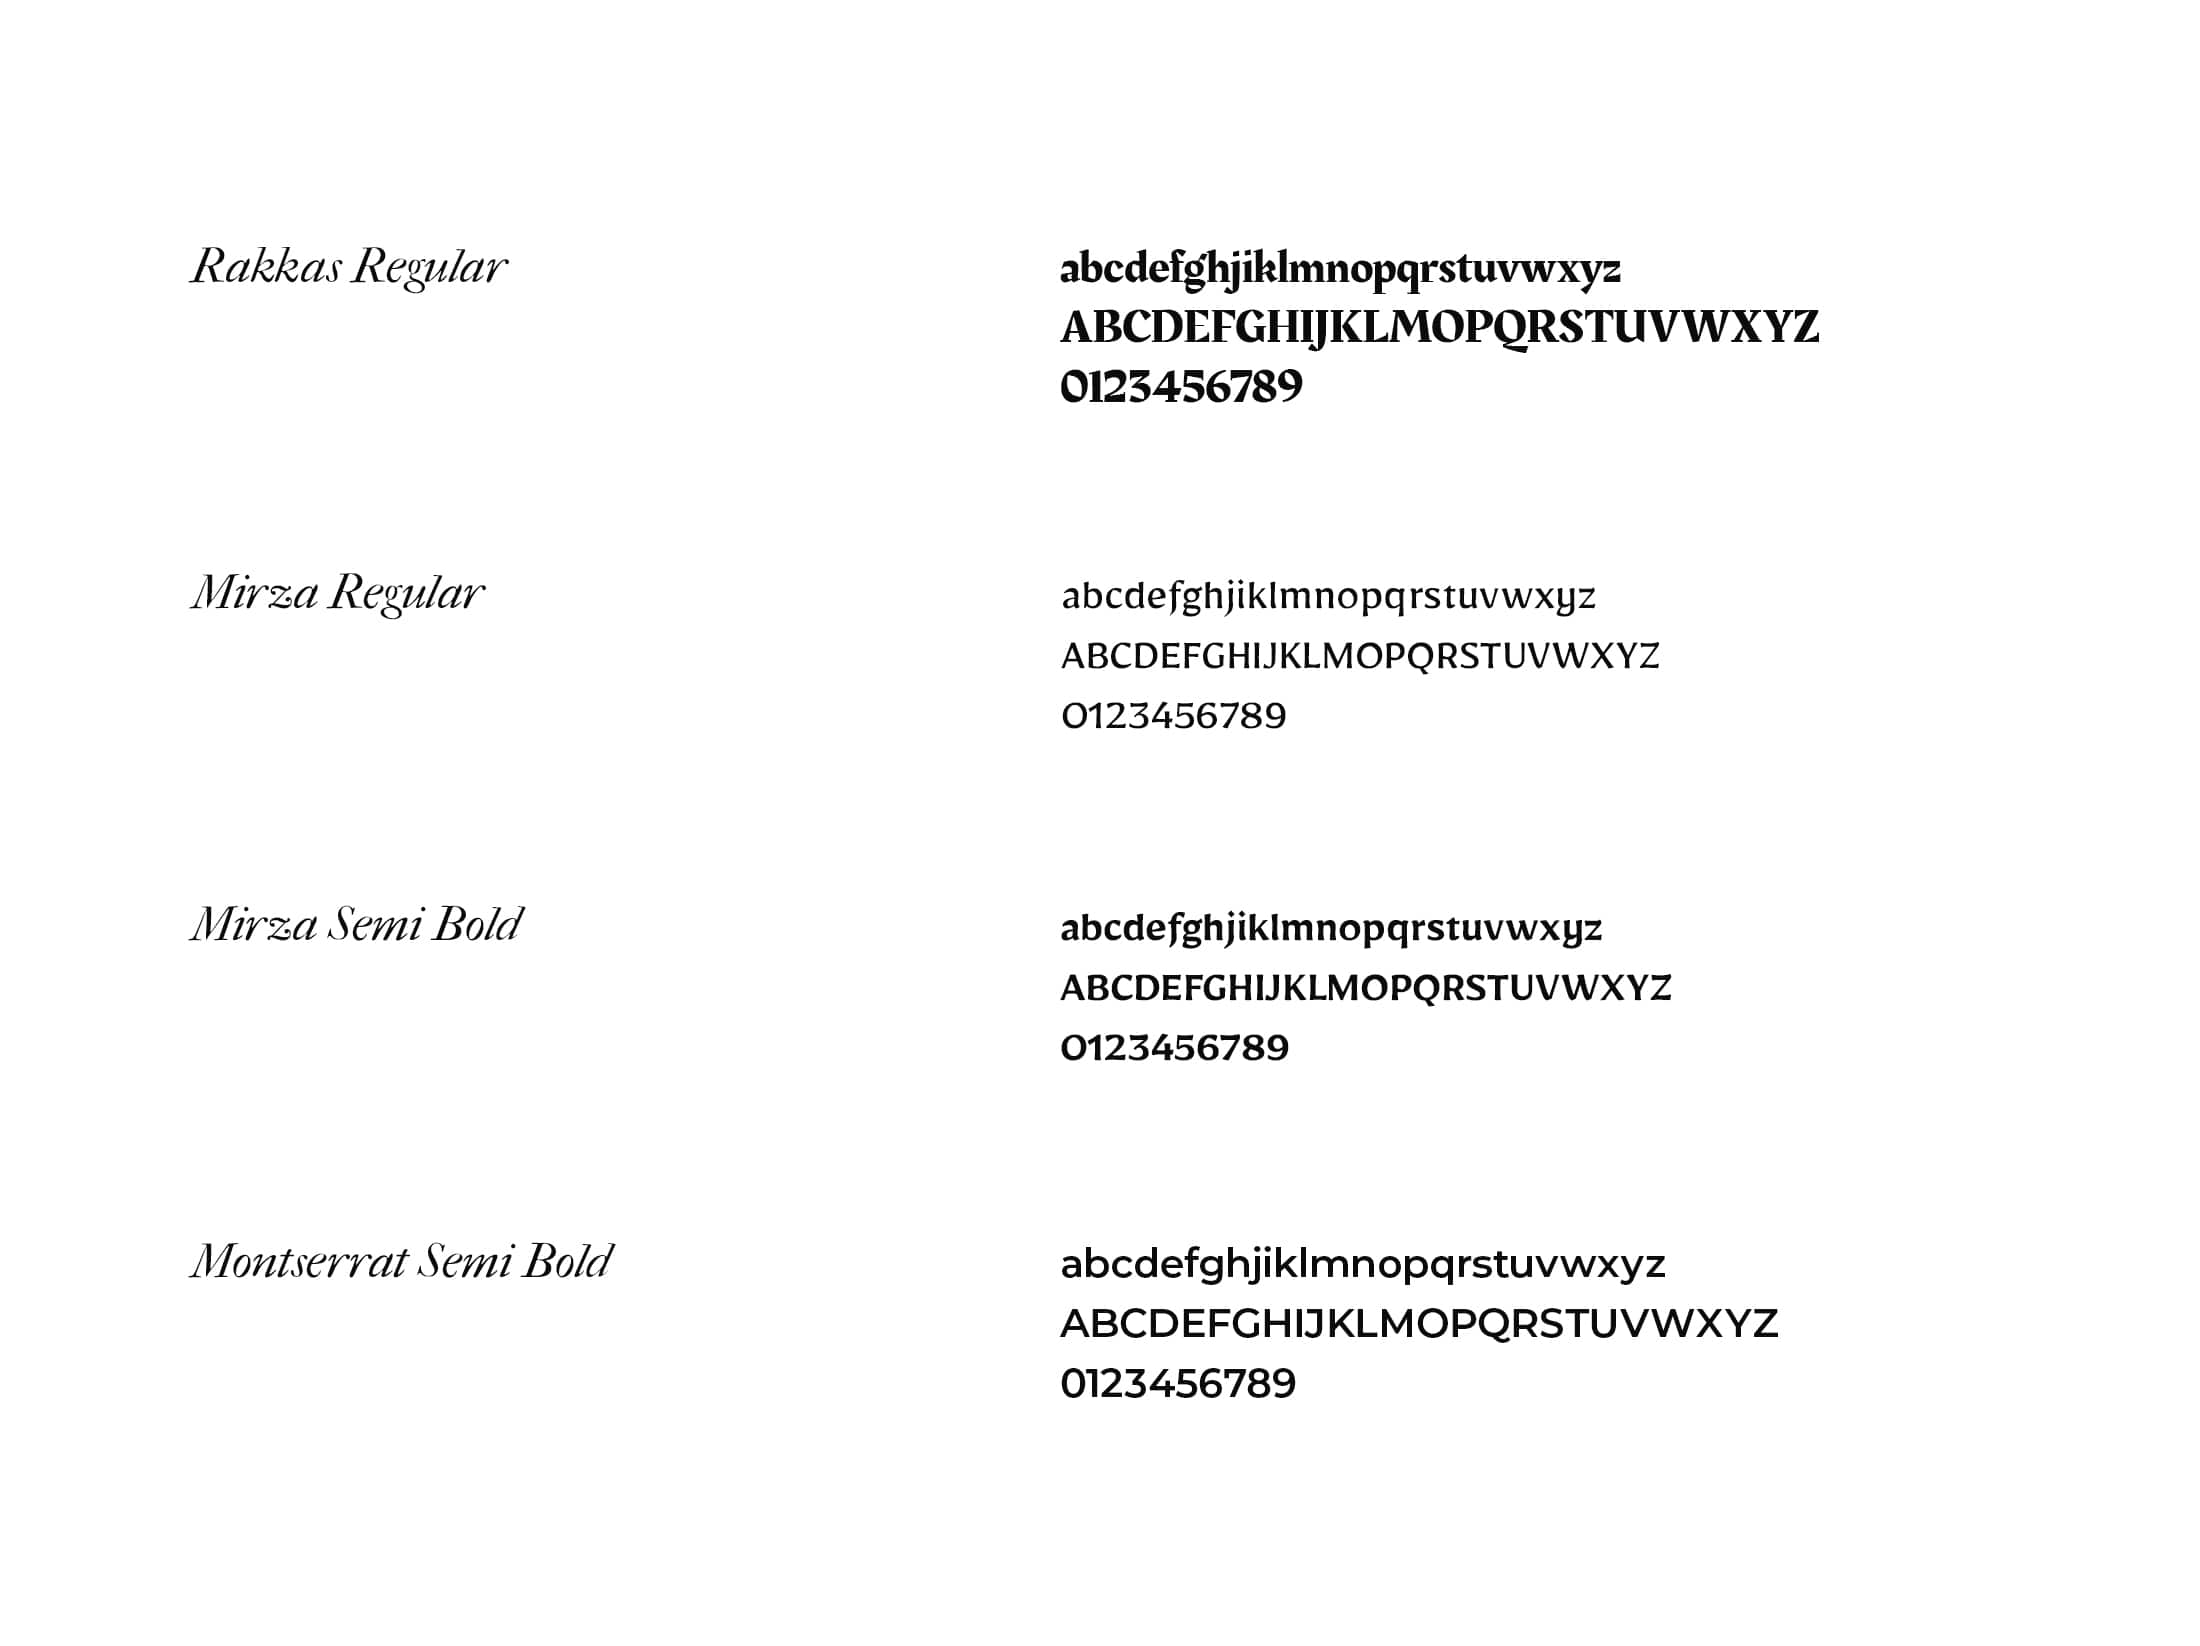 Rakkas Regular
abcdefghjiklmnopqrstuvwxyz
ABCDEFGHIJKLMOPQRSTUVWXYZ
0123456789
Mirza Regular
abcdefghjiklmnopqrstuvwxyz
ABCDEFGHIJKLMOPQRSTUVWXYZ
0123456789
Mirza Semi Bold
abcdefghjiklmnopqrstuvwxyz
ABCDEFGHIJKLMOPQRSTUVWXYZ
0123456789
Montserrat Semi Bold
abcdefghjiklmnopqrstuvwxyz
ABCDEFGHIJKLMOPQRSTUVWXYZ
0123456789